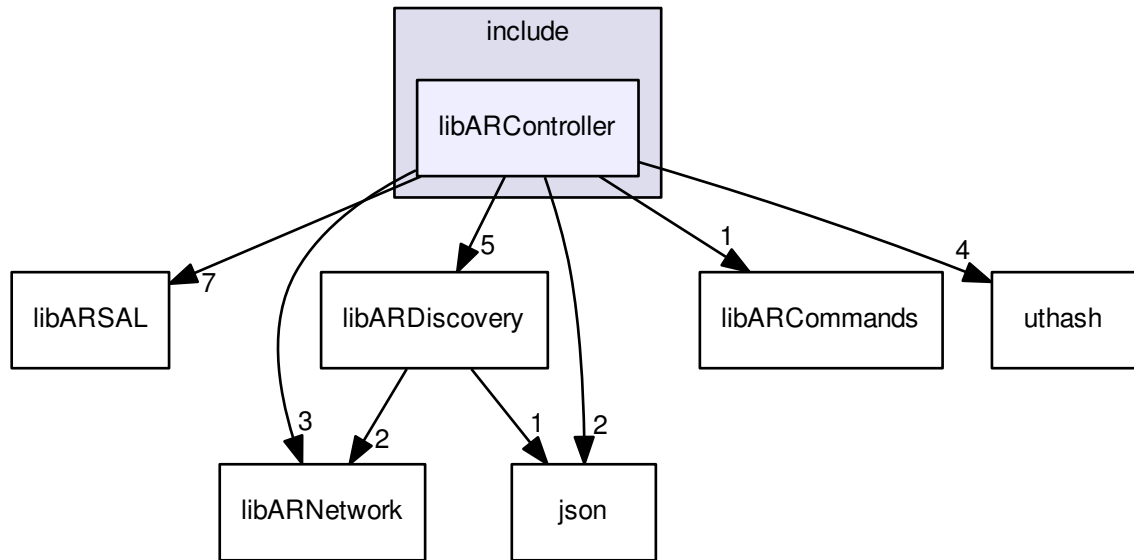 include
libARController
7
3
5
2
1
4
libARSAL
libARDiscovery
libARCommands
uthash
2
1
libARNetwork
json